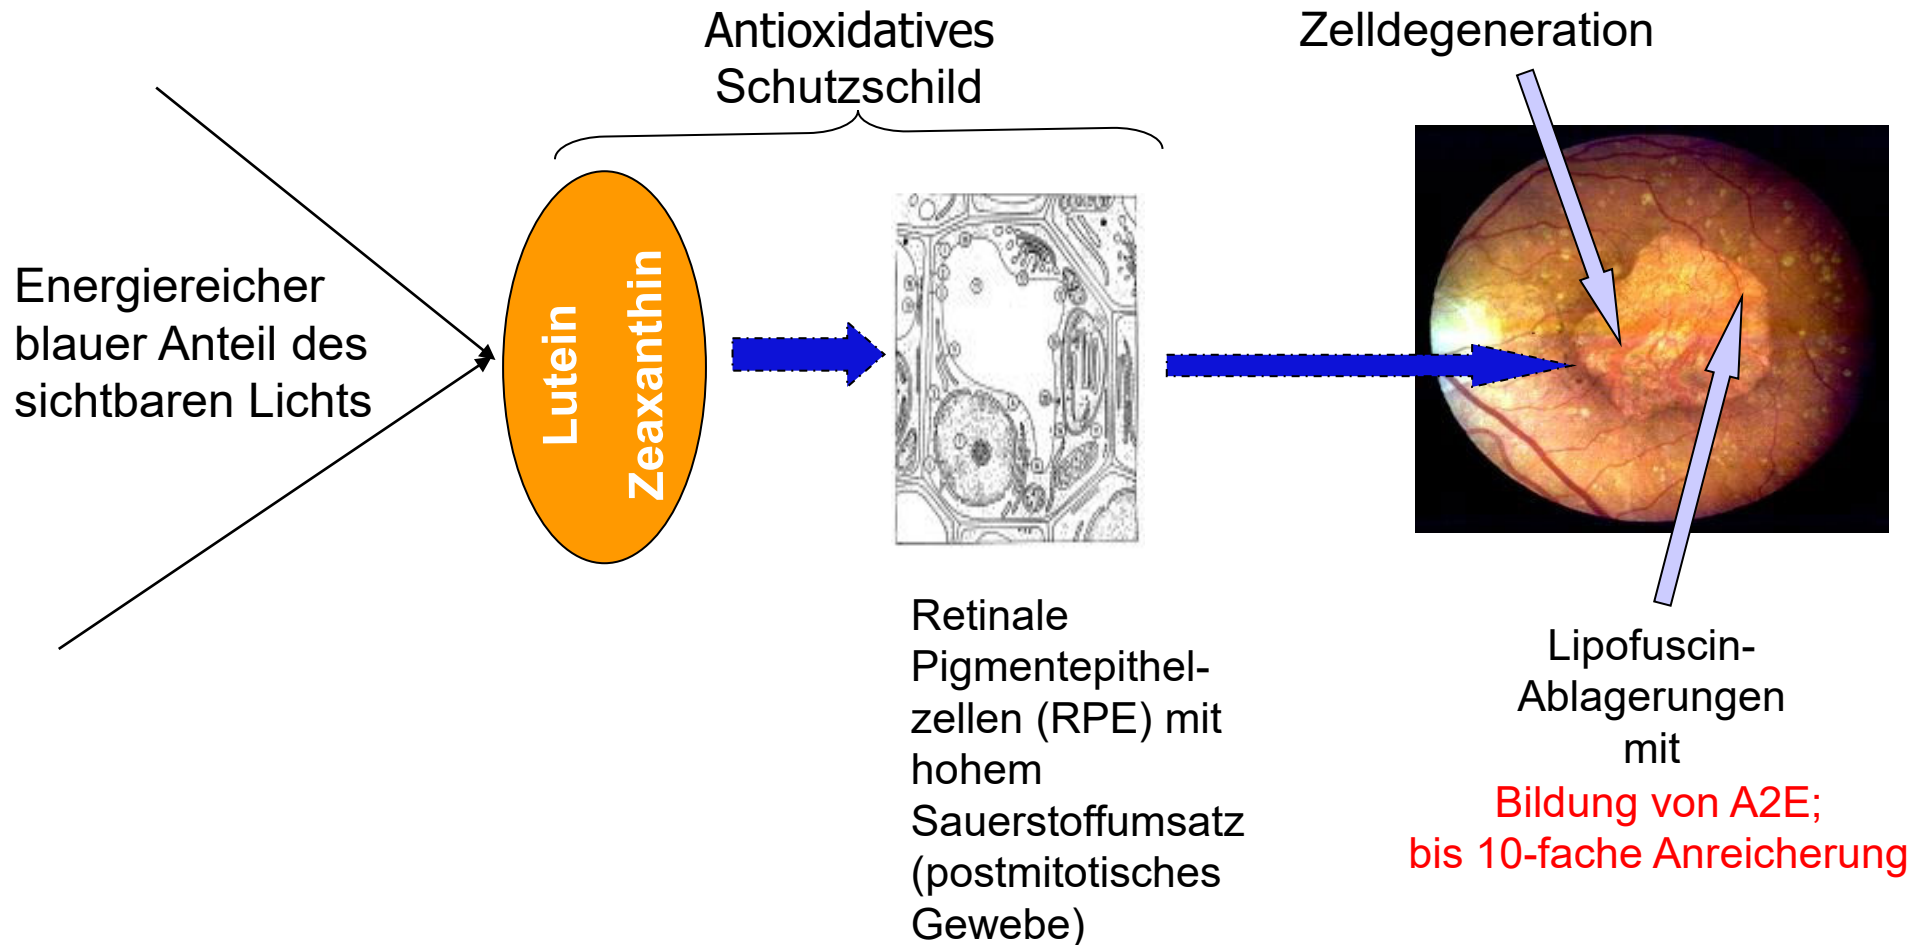 Antioxidatives
Schutzschild
Zelldegeneration
Energiereicher
blauer Anteil des
sichtbaren Lichts
Lutein
Zeaxanthin
Retinale
Pigmentepithel-
zellen (RPE) mit
hohem
Sauerstoffumsatz
(postmitotisches
Gewebe)
Lipofuscin-
Ablagerungen
mit
Bildung von A2E;
bis 10-fache Anreicherung